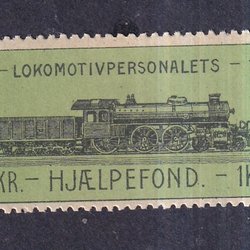 - LOKOMOTIVPERSONALETS -
KR. - HJÆLPEFOND. - 1K